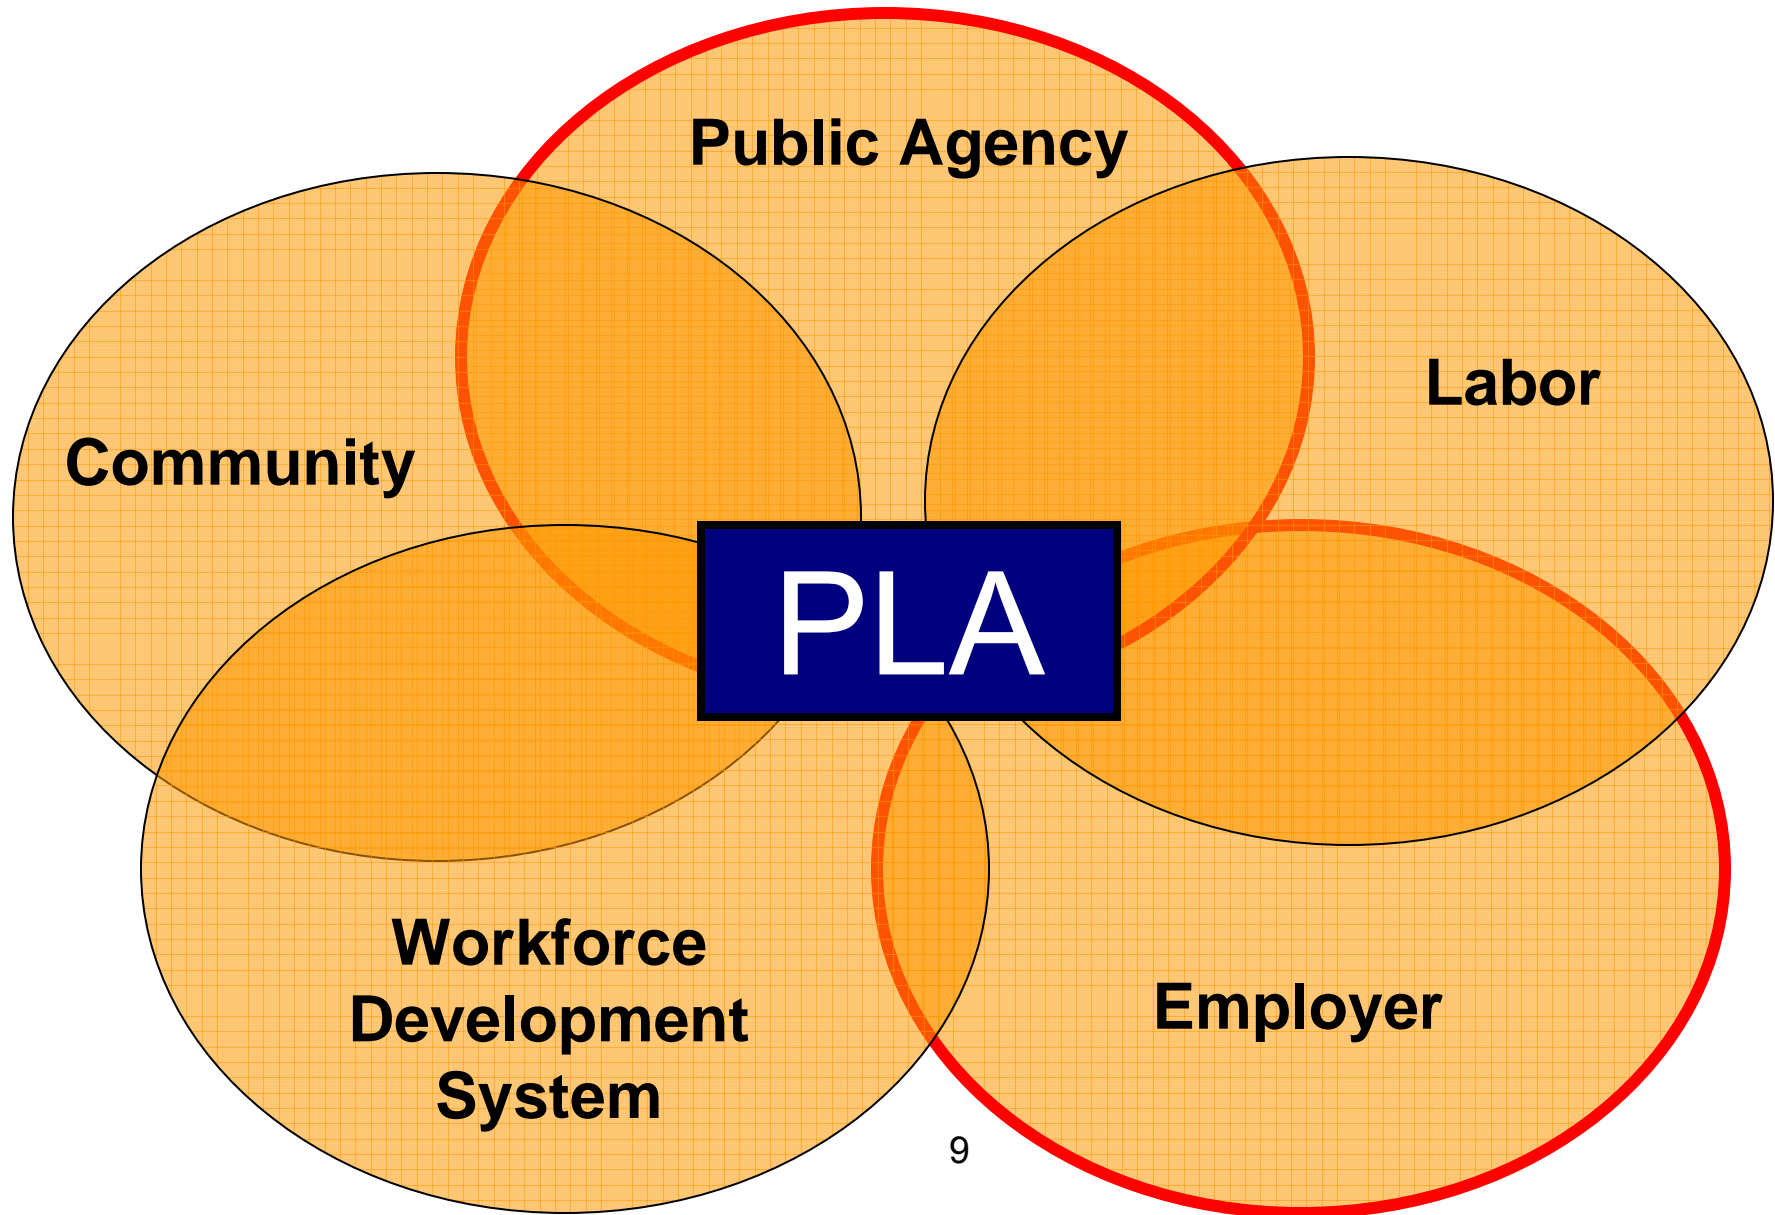 Public Agency
Labor
Community
PLA
Workforce
Development
System
Employer
9